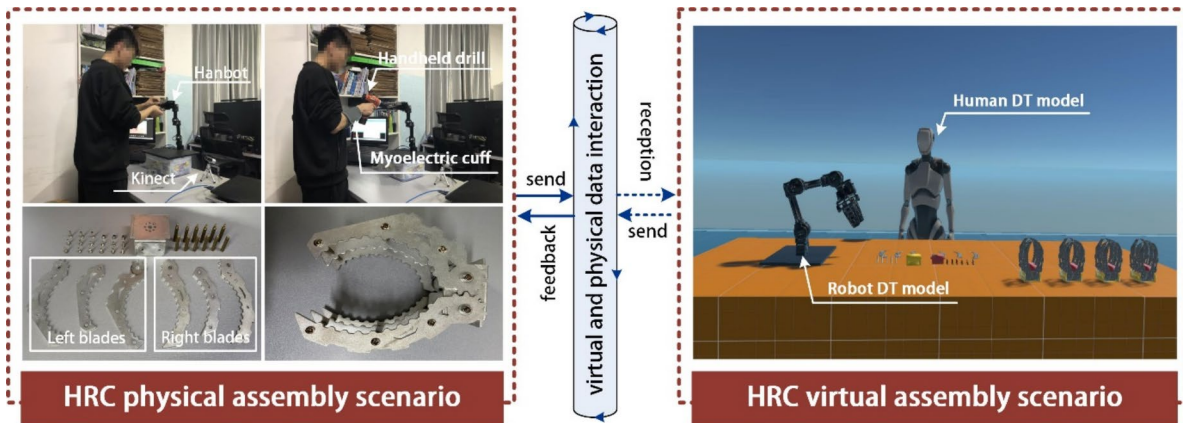 Hanbot
Kinect
Handheld drill
Myoelectric cuff
Left blades
Right blades
HRC physical assembly scenario
send
feedback
virtual and physical data interaction
reception
send
Human DT model
Robot DT model
HRC virtual assembly scenario